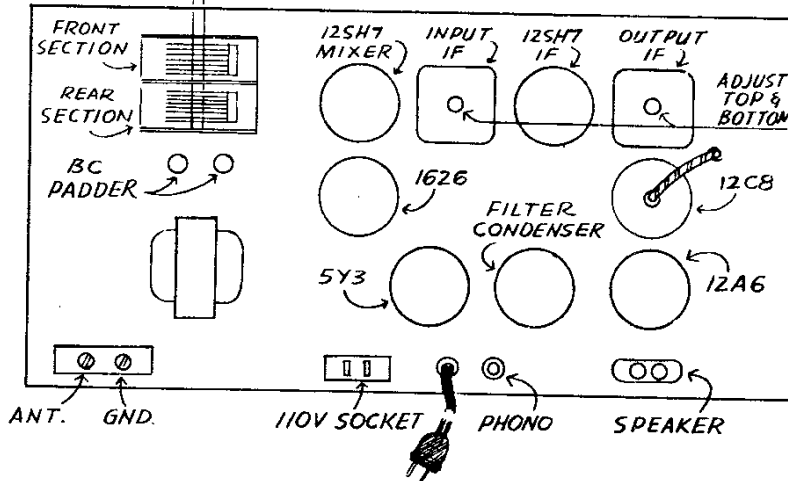 FRONT
SECTION
REAR
SECTION
BC
PADDER
12SH7
MIXER
INPUT
IF
12SH7
IF
OUTPUT
IF
ADJUST
TOP &
BOTTOM
1626
12C8
FILTER
CONDENSER
5Y3
12A6
ANT.
GND.
110V SOCKET
PHONO
SPEAKER